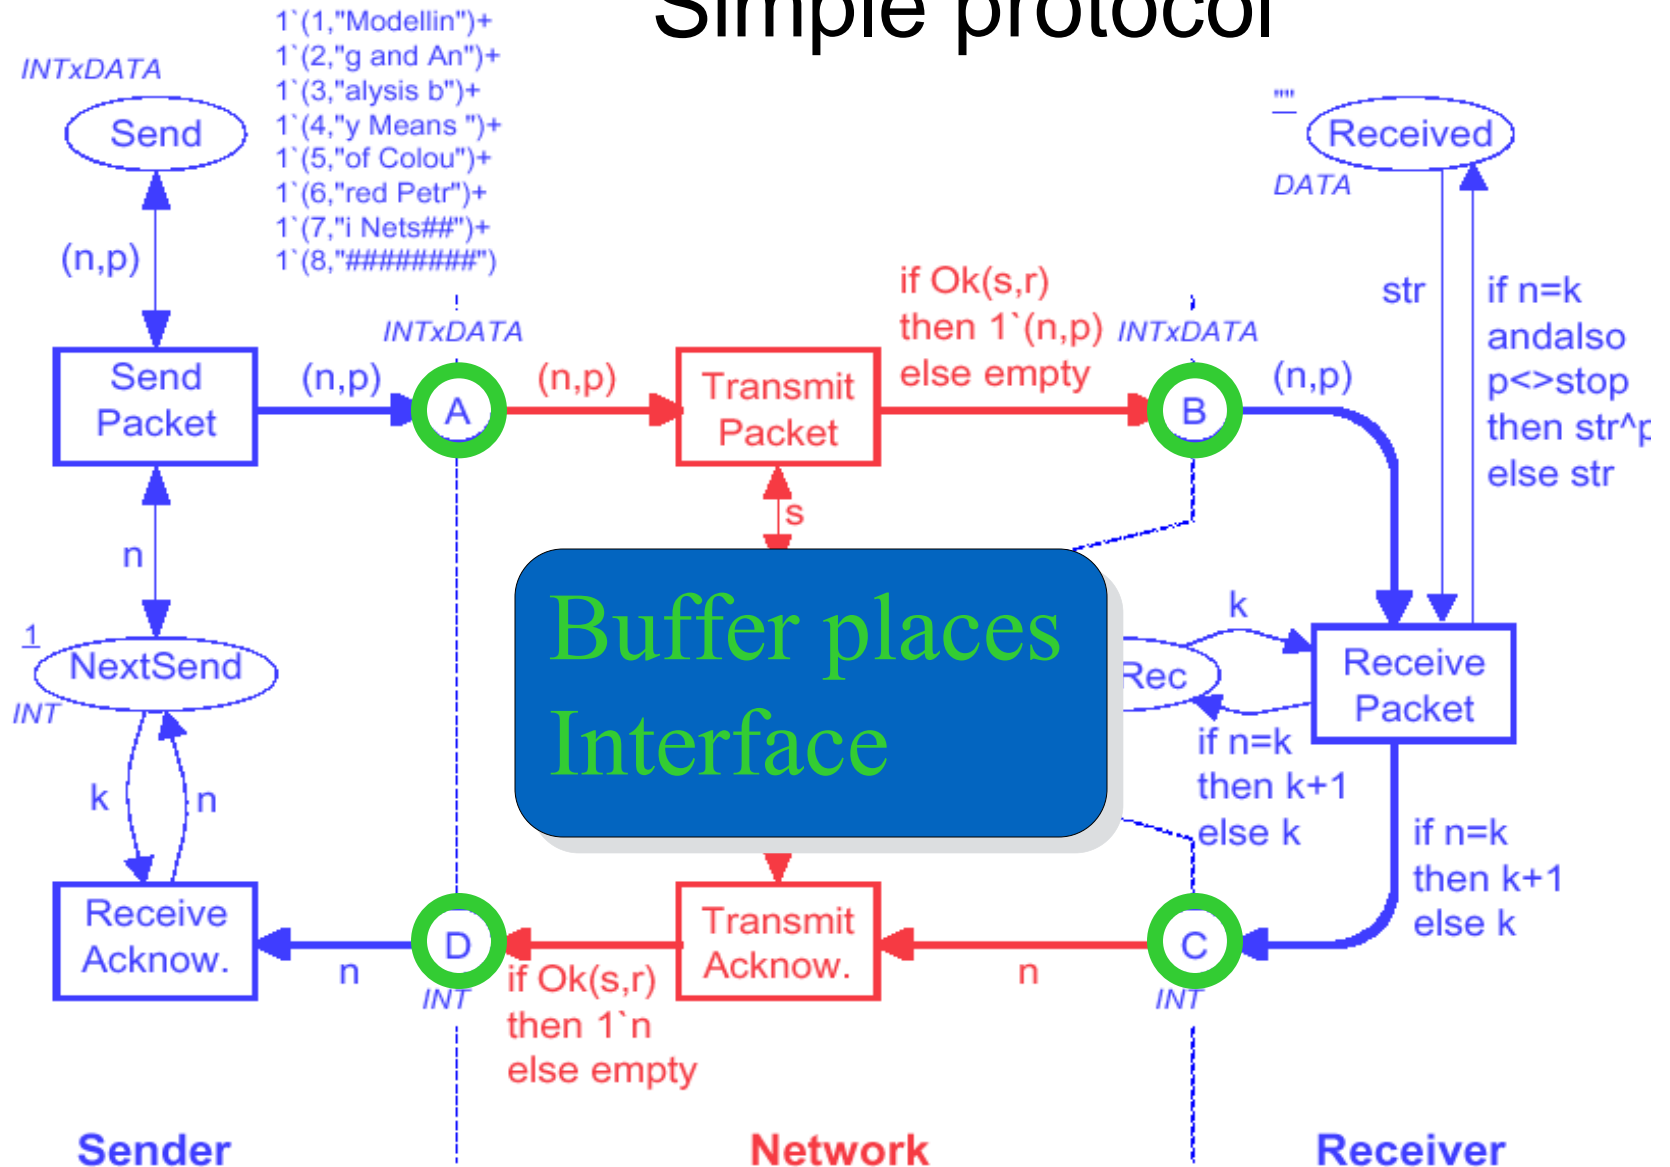 Simple protocol
1`(1,"Modellin")+
1`(2,"g and An")+
1`(3,"alysis b")+
1`(4,"y Means ")+
1`(5,"of Colou")+
1`(6,"red Petr")+
1`(7,"i Nets##")+
1`(8,"########")
INTxDATA
Send
(n,p)
Send
Packet
(n,p)
INTxDATA
A
(n,p)
Transmit
Packet
if Ok(s,r)
then 1`(n,p)
else empty
INTxDATA
B
(n,p)
""
Received
DATA
str
if n=k
andalso
p<>stop
then str^p
else str
s
n
1
NextSend
INT
k
n
Buffer places
Interface
Rec
k
Receive
Packet
if n=k
then k+1
else k
if n=k
then k+1
else k
Receive
Acknow.
n
D
INT
if Ok(s,r)
then 1`n
else empty
Transmit
Acknow.
n
C
INT
Sender
Network
Receiver